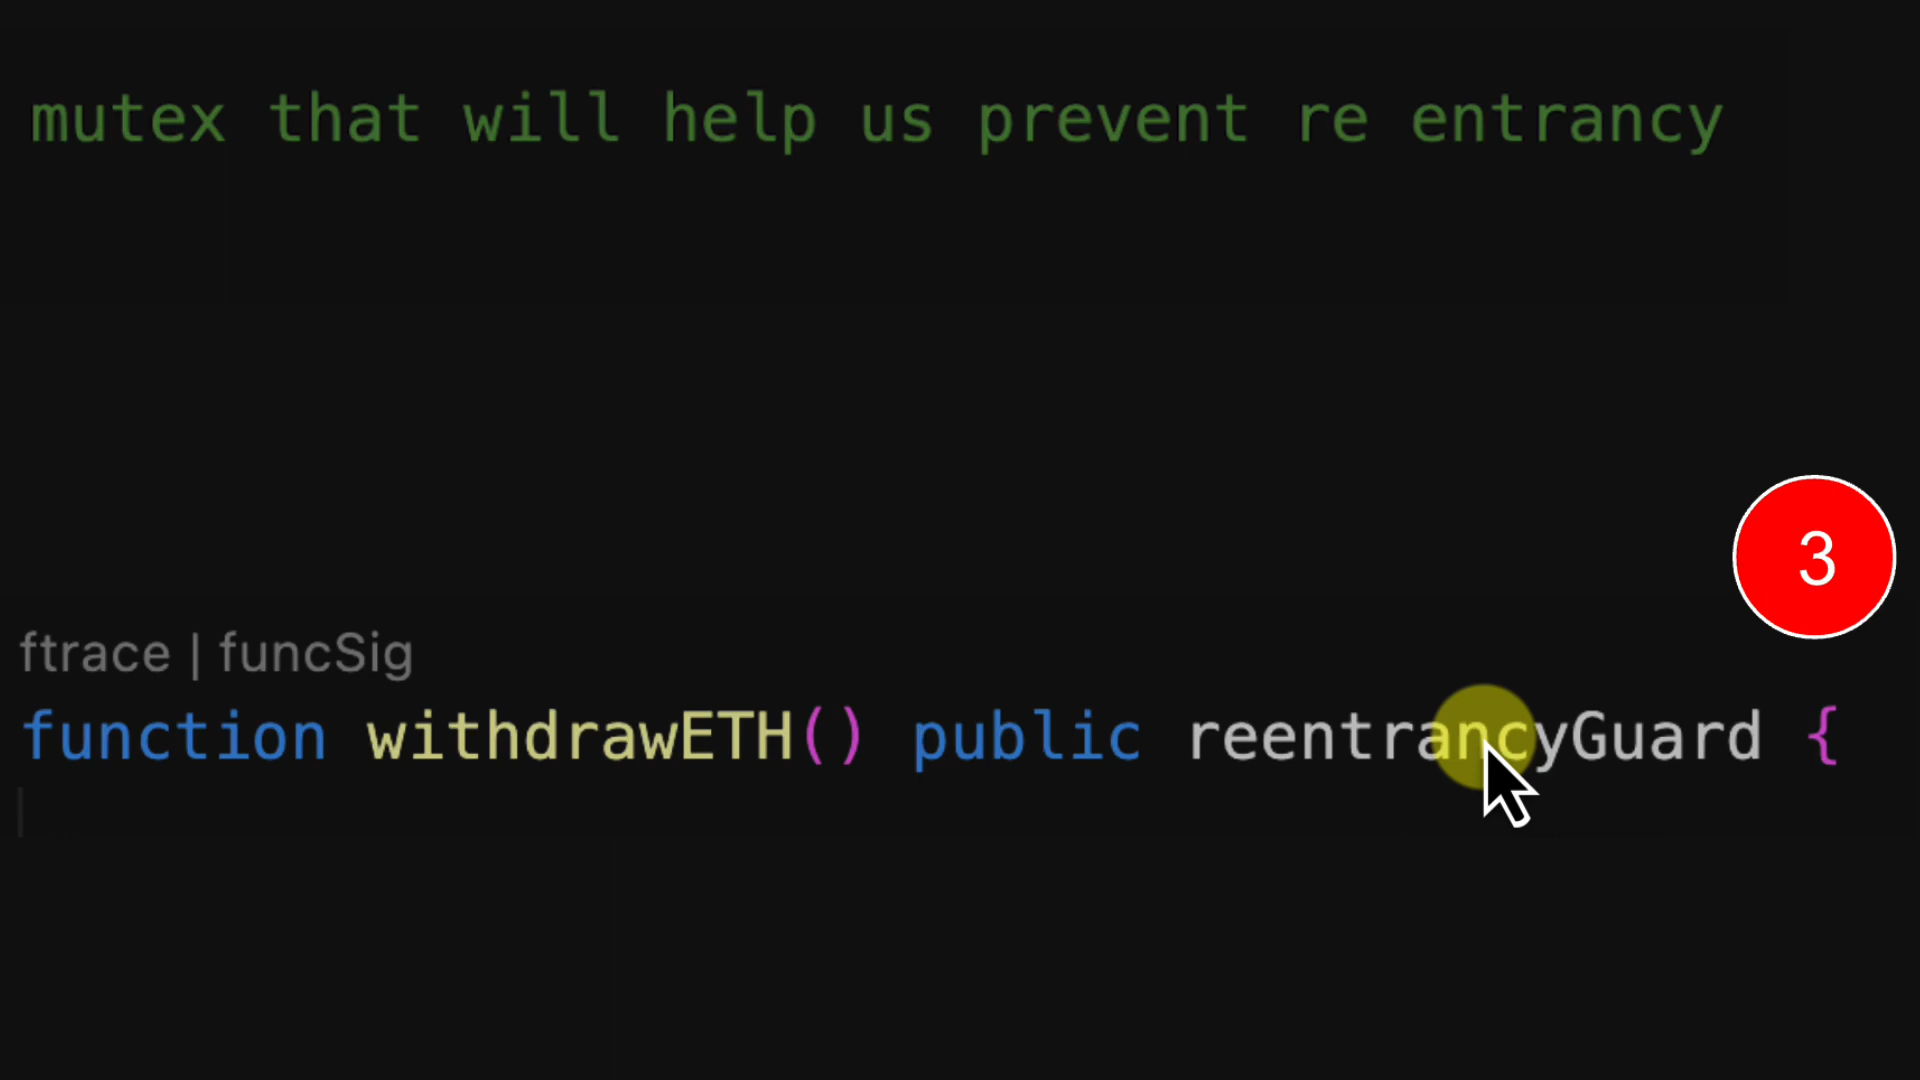 mutex that will help us prevent re entrancy
3
ftrace | funcSig
function withdrawETH() public reentrancyGuard {